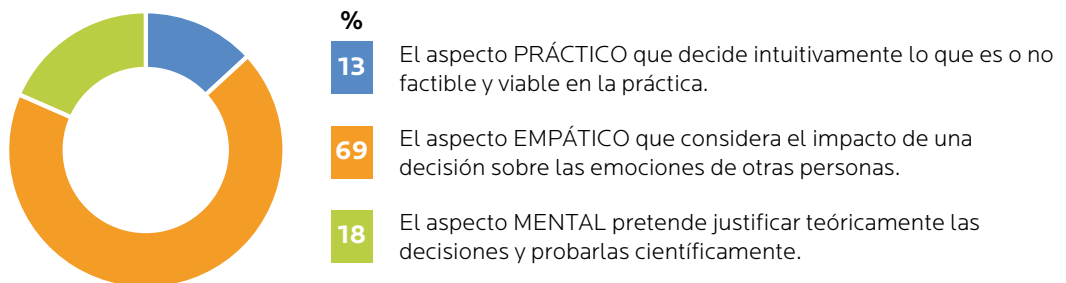 %
13
El aspecto PRÁCTICO que decide intuitivamente lo que es o no
factible y viable en la práctica.
69
El aspecto EMPÁTICO que considera el impacto de una
decisión sobre las emociones de otras personas.
18
El aspecto MENTAL pretende justificar teóricamente las
decisiones y probarlas científicamente.